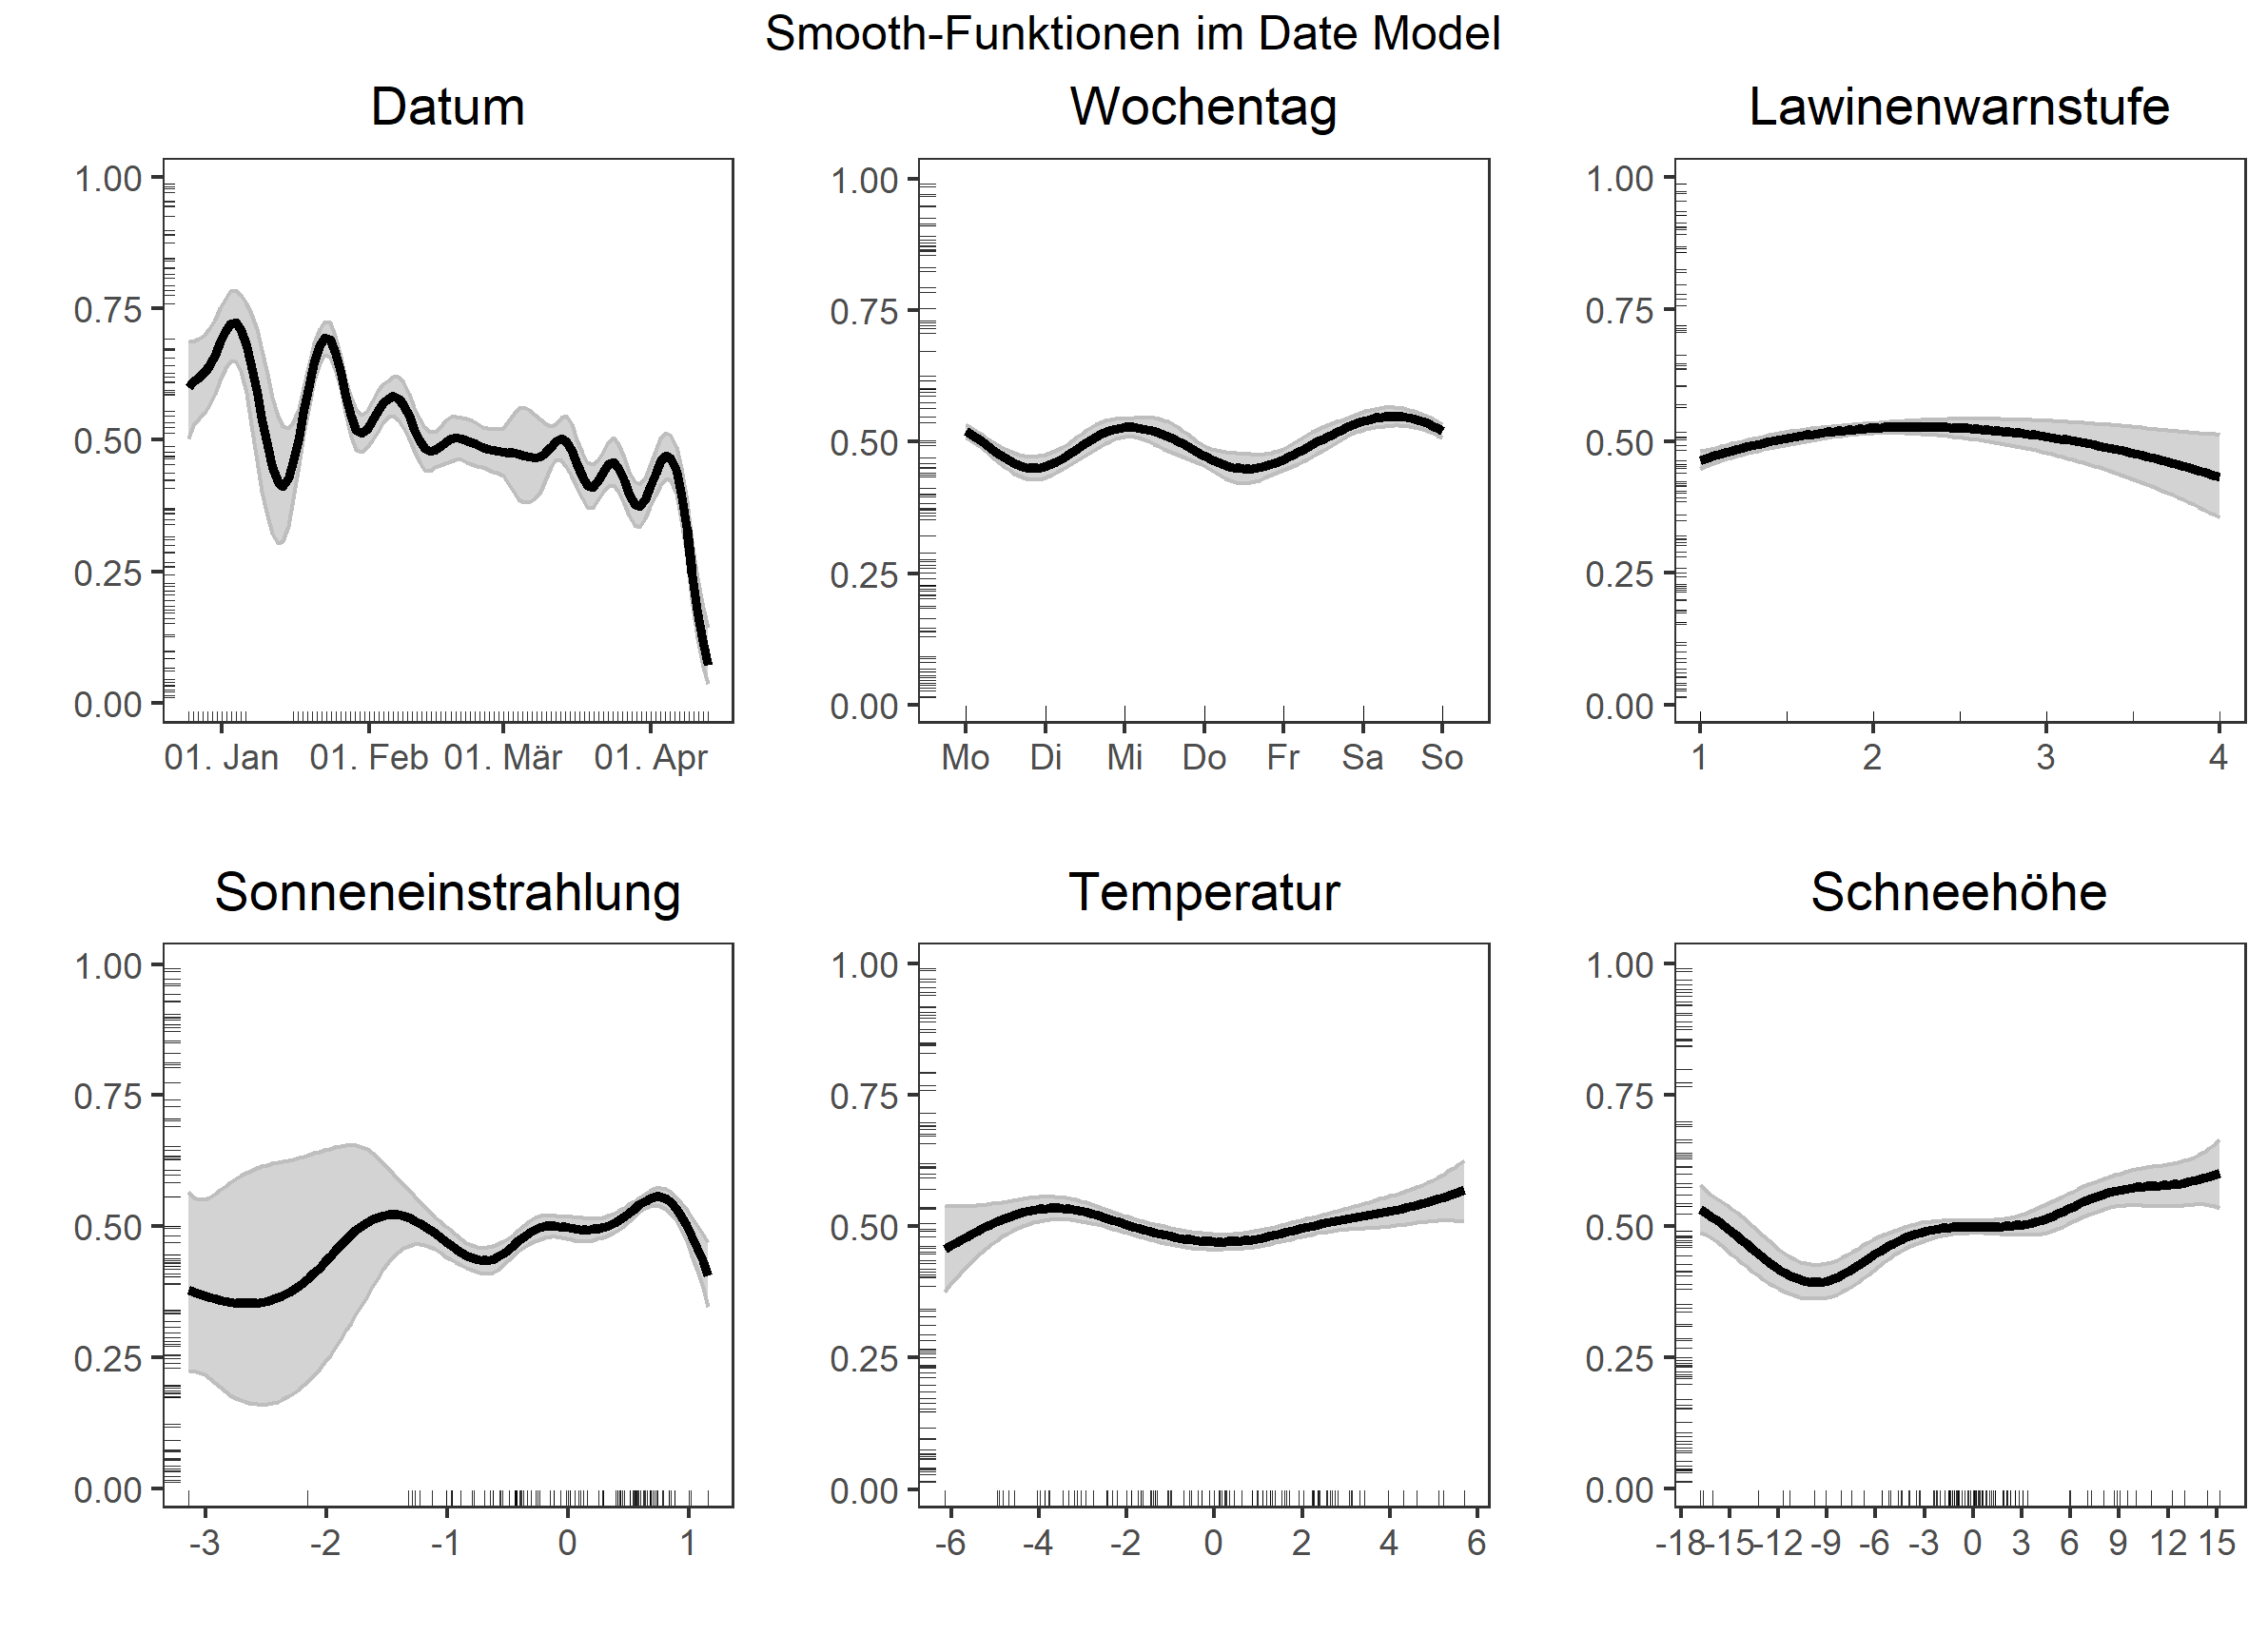 Smooth-Funktionen im Date Model
Datum
Wochentag
Lawinenwarnstufe
1.00
0.75
0.50
0.25
0.00
01. Jan 01. Feb 01. Mär 01. Apr
1.00
0.75
0.50
0.25
0.00
Mo Di Mi Do Fr Sa So
1.00
0.75
0.50
0.25
0.00
1 2 3 4
Sonneneinstrahlung
Temperatur
Schneehöhe
1.00
0.75
0.50
0.25
0.00
-3 -2 -1 0 1
1.00
0.75
0.50
0.25
0.00
-6 -4 -2 0 2 4 6
1.00
0.75
0.50
0.25
0.00
-18 -15 -12 -9 -6 -3 0 3 6 9 12 15